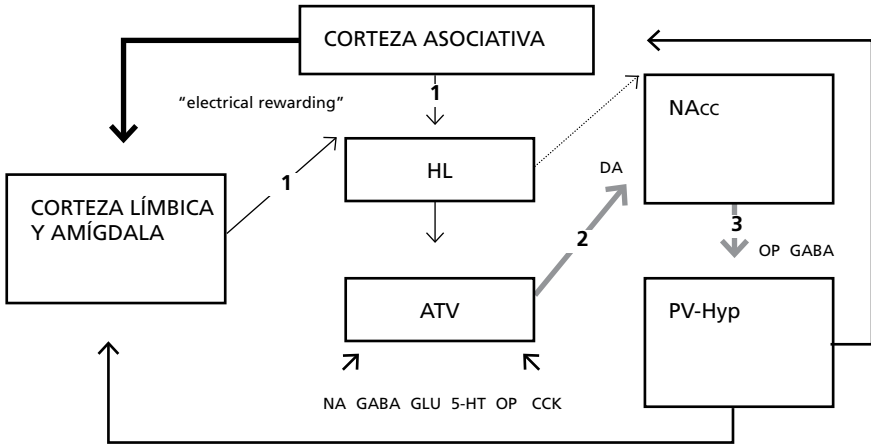 CORTEZA ASOCIATIVA
1
"electrical rewarding"
NACC
HL
DA
1
CORTEZA LÍMBICA
Y AMÍGDALA
2
3
OP GABA
ATV
PV-Hyp
NA GABA GLU 5-HT OP CCK